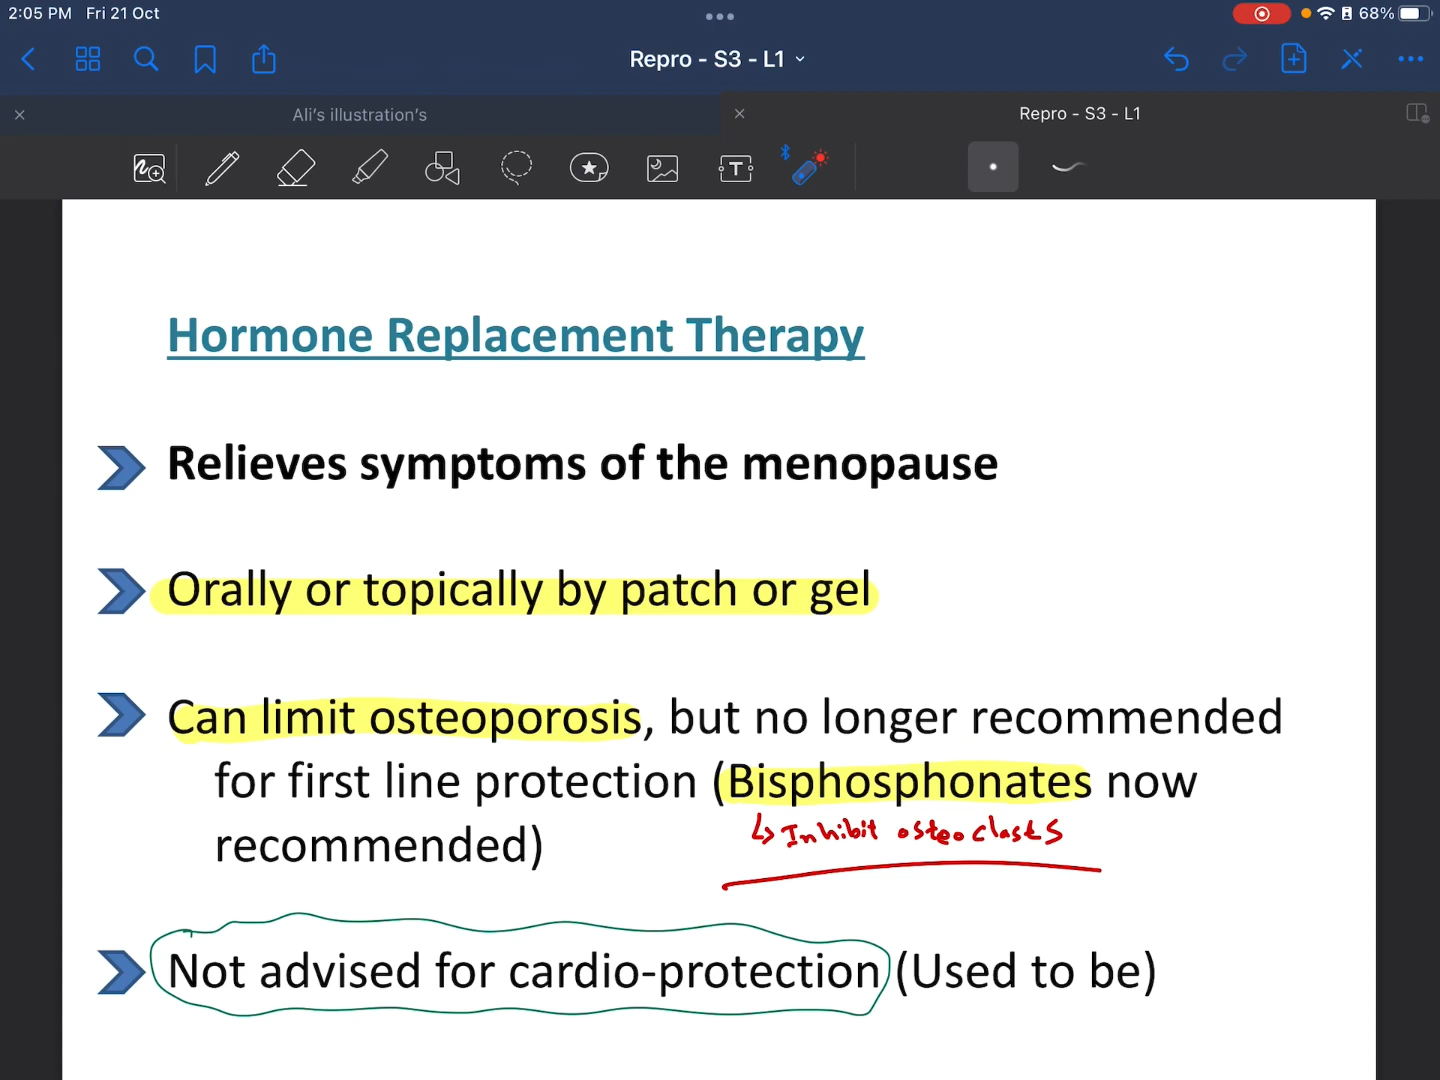 2:05 PM Fri 21 Oct
68%
Repro - S3 - L1
Ali's illustration's
Repro - S3 - L1
Hormone Replacement Therapy
Relieves symptoms of the menopause
Orally or topically by patch or gel
Can limit osteoporosis, but no longer recommended
for first line protection (Bisphosphonates now
↳ Inhibit osteoclasts
recommended)
Not advised for cardio-protection (Used to be)